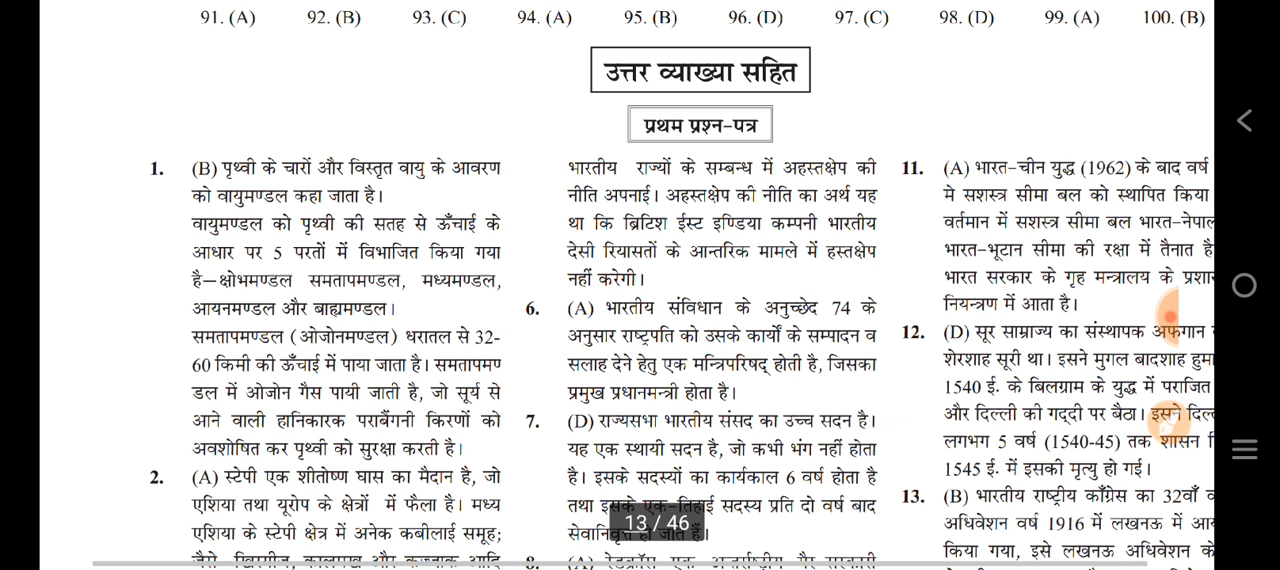 91. (A) 92. (B) 93. (C) 94. (A) 95. (B) 96. (D) 97. (C) 98. (D) 99. (A) 100. (B)
उत्तर व्याख्या सहित
प्रथम प्रश्न-पत्र
1. (B) पृथ्वी के चारों और विस्तृत वायु के आवरण
को वायुमण्डल कहा जाता है।
वायुमण्डल को पृथ्वी की सतह से ऊँचाई के
आधार पर 5 परतों में विभाजित किया गया
है—क्षोभमण्डल समतापमण्डल, मध्यमण्डल,
आयनमण्डल और बाह्यमण्डल।
समतापमण्डल (ओजोनमण्डल) धरातल से 32-
60 किमी की ऊँचाई में पाया जाता है। समतापमण
डल में ओजोन गैस पायी जाती है, जो सूर्य से
आने वाली हानिकारक पराबैंगनी किरणों को
अवशोषित कर पृथ्वी को सुरक्षा करती है।
2. (A) स्टेपी एक शीतोष्ण घास का मैदान है, जो
एशिया तथा यूरोप के क्षेत्रों में फैला है। मध्य
एशिया के स्टेपी क्षेत्र में अनेक कबीलाई समूह;
भारतीय राज्यों के सम्बन्ध में अहस्तक्षेप की
नीति अपनाई। अहस्तक्षेप की नीति का अर्थ यह
था कि ब्रिटिश ईस्ट इण्डिया कम्पनी भारतीय
देसी रियासतों के आन्तरिक मामले में हस्तक्षेप
नहीं करेगी।
6. (A) भारतीय संविधान के अनुच्छेद 74 के
अनुसार राष्ट्रपति को उसके कार्यों के सम्पादन व
सलाह देने हेतु एक मन्त्रिपरिषद् होती है, जिसका
प्रमुख प्रधानमन्त्री होता है।
7. (D) राज्यसभा भारतीय संसद का उच्च सदन है।
यह एक स्थायी सदन है, जो कभी भंग नहीं होता
है। इसके सदस्यों का कार्यकाल 6 वर्ष होता है
तथा इसके एक-तिहाई सदस्य प्रति दो वर्ष बाद
सेवानिवृत्त हो जाते हैं।
13 / 46
8. (A)
11. (A) भारत-चीन युद्ध (1962) के बाद वर्ष
मे सशस्त्र सीमा बल को स्थापित किया
वर्तमान में सशस्त्र सीमा बल भारत-नेपाल
भारत-भूटान सीमा की रक्षा में तैनात है
भारत सरकार के गृह मन्त्रालय के
नियन्त्रण में आता है।
12. (D) सूर साम्राज्य का संस्थापक अफगान
शेरशाह सूरी था। इसने मुगल बादशाह
1540 ई. के बिलग्राम के युद्ध में पराजित
और दिल्ली की गद्दी पर बैठा। इसने
लगभग 5 वर्ष (1540-45) तक शासन
1545 ई. में इसकी मृत्यु हो गई।
13. (B) भारतीय राष्ट्रीय काँग्रेस का 32वाँ
अधिवेशन वर्ष 1916 में लखनऊ में
किया गया, इसे लखनऊ अधिवेशन के